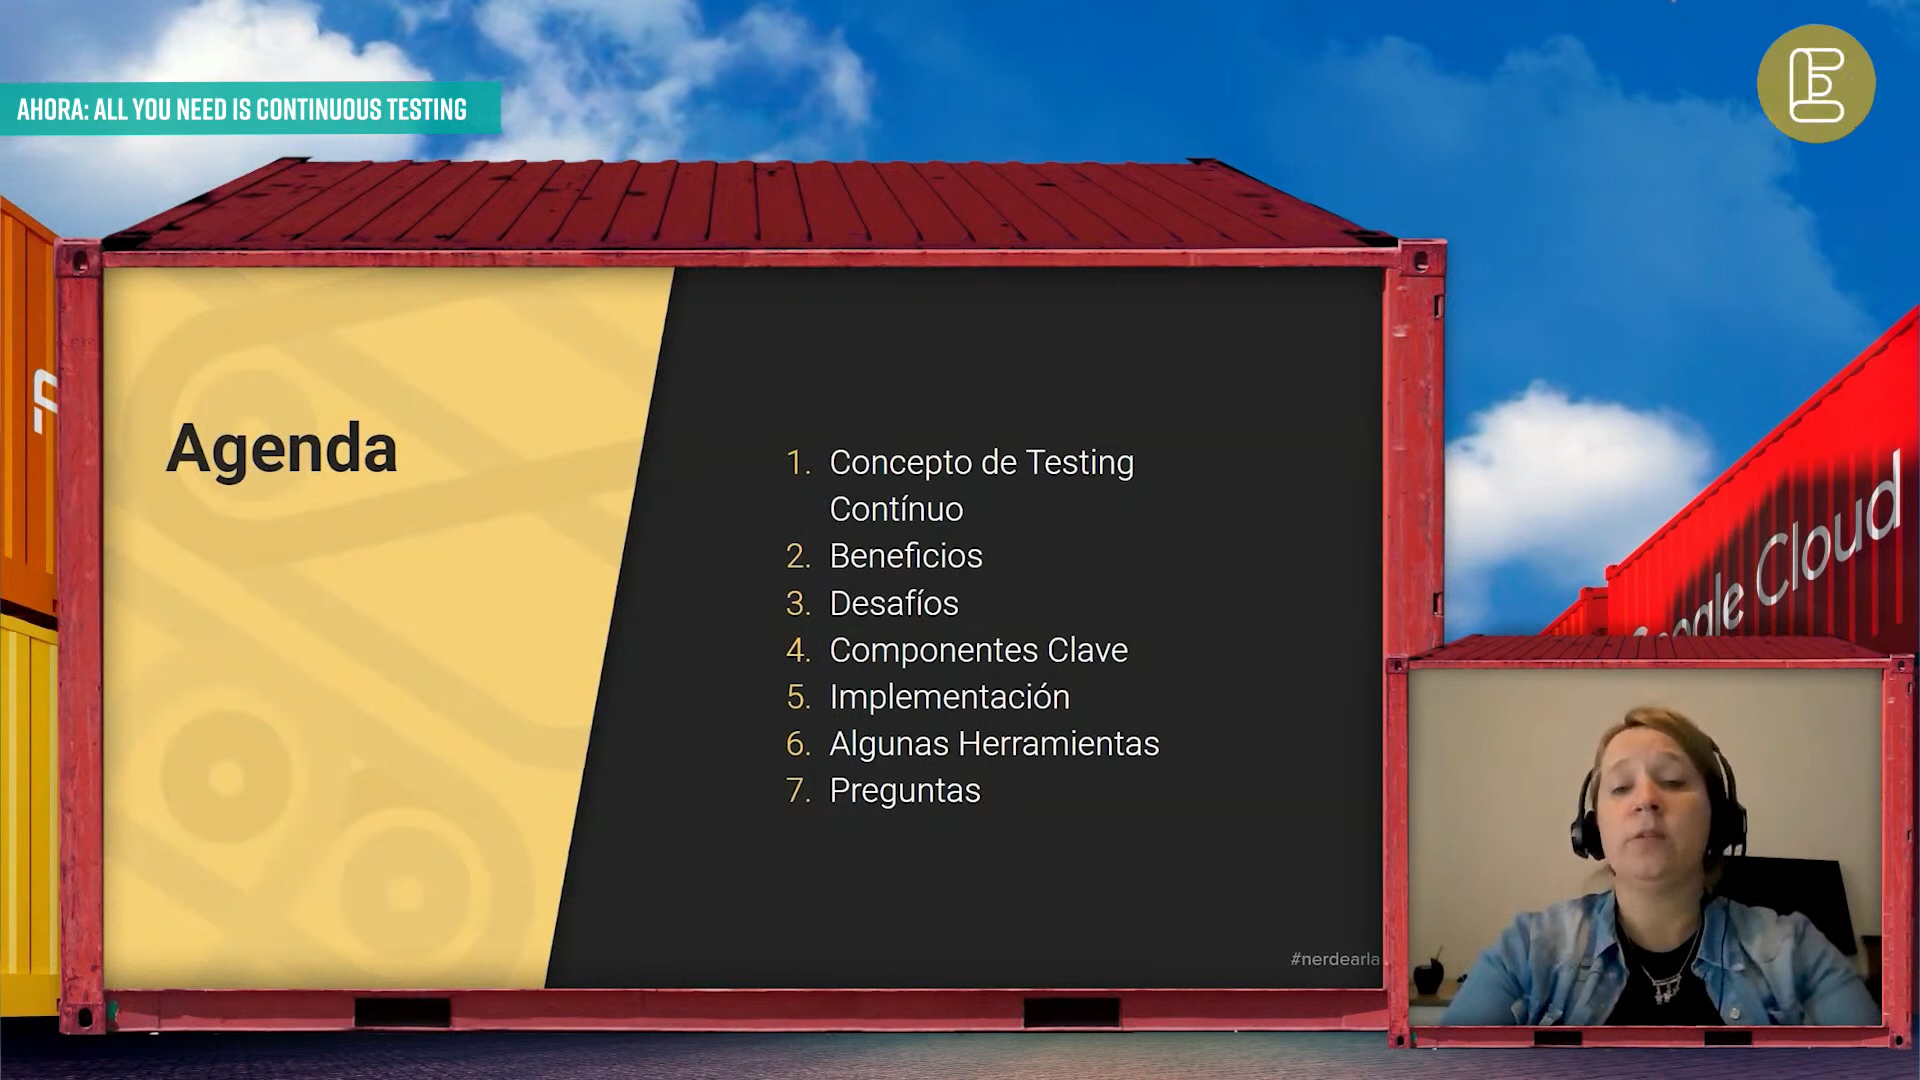 AHORA: ALL YOU NEED IS CONTINUOUS TESTING
Agenda
1. Concepto de Testing
Contínuo
2. Beneficios
3. Desafíos
4. Componentes Clave
5. Implementación
6. Algunas Herramientas
7. Preguntas
#nerdearla
Cloud